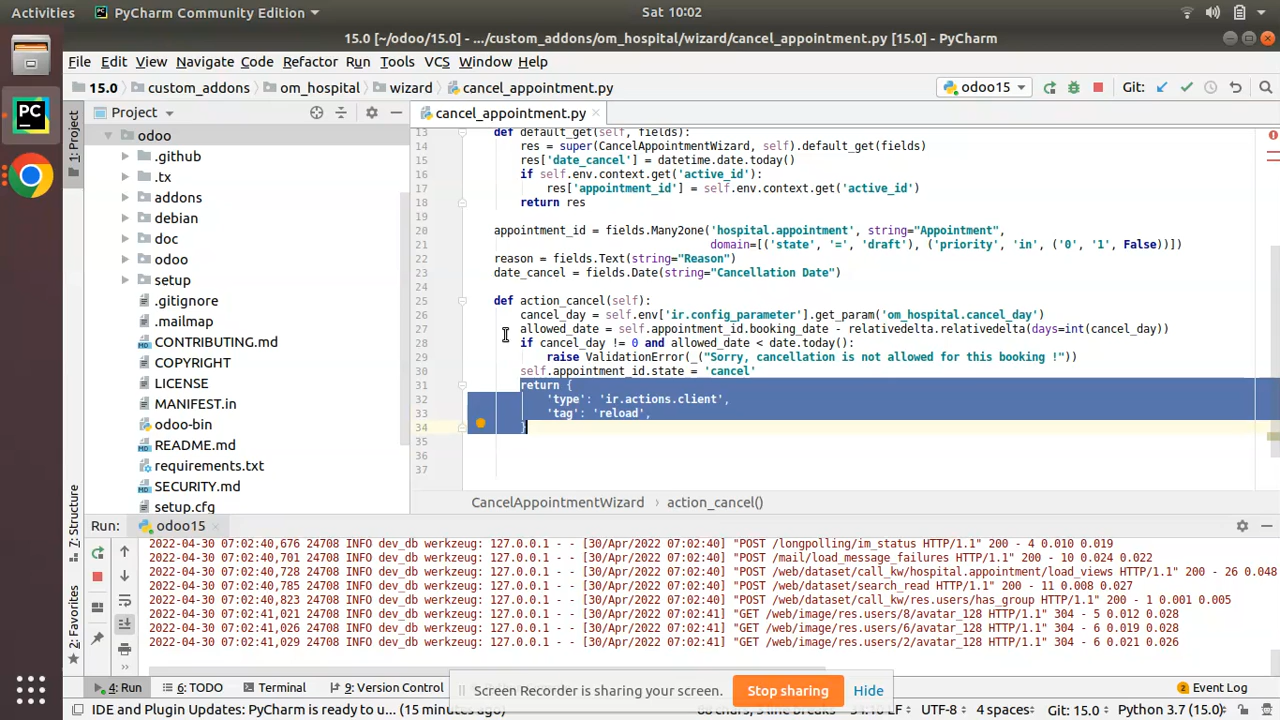 Activities PyCharm Community Edition Sat 10:02
15.0 [~/odoo/15.0] - .../custom_addons/om_hospital/wizard/cancel_appointment.py [15.0] - PyCharm
File Edit View Navigate Code Refactor Run Tools VCS Window Help
15.0 custom_addons om_hospital wizard cancel_appointment.py odoo15 Git:
Project cancel_appointment.py
1: Project
7: Structure
2: Favorites
odoo
.github
.tx
addons
debian
doc
odoo
setup
.gitignore
.mailmap
CONTRIBUTING.md
COPYRIGHT
LICENSE
MANIFEST.in
odoo-bin
README.md
requirements.txt
SECURITY.md
setup.cfg
13 def default_get(self, fields):
14 res = super(CancelAppointmentWizard, self).default_get(fields)
15 res['date_cancel'] = datetime.date.today()
16 if self.env.context.get('active_id'):
17 res['appointment_id'] = self.env.context.get('active_id')
18 return res
19
20 appointment_id = fields.Many2one('hospital.appointment', string="Appointment",
21 domain=[('state', '=', 'draft'), ('priority', 'in', ('0', '1', False))])
22 reason = fields.Text(string="Reason")
23 date_cancel = fields.Date(string="Cancellation Date")
24
25 def action_cancel(self):
26 cancel_day = self.env['ir.config_parameter'].get_param('om_hospital.cancel_day')
27 allowed_date = self.appointment_id.booking_date - relativedelta.relativedelta(days=int(cancel_day))
28 if cancel_day != 0 and allowed_date < date.today():
29 raise ValidationError(_("Sorry, cancellation is not allowed for this booking !"))
30 self.appointment_id.state = 'cancel'
31 return {
32 'type': 'ir.actions.client',
33 'tag': 'reload',
34 }
35
36
37
CancelAppointmentWizard action_cancel()
Run: odoo15
2022-04-30 07:02:40,676 24708 INFO dev_db werkzeug: 127.0.0.1 - - [30/Apr/2022 07:02:40] "POST /longpolling/im_status HTTP/1.1" 200 - 4 0.010 0.019
2022-04-30 07:02:40,701 24708 INFO dev_db werkzeug: 127.0.0.1 - - [30/Apr/2022 07:02:40] "POST /mail/load_message_failures HTTP/1.1" 200 - 10 0.024 0.022
2022-04-30 07:02:40,728 24708 INFO dev_db werkzeug: 127.0.0.1 - - [30/Apr/2022 07:02:40] "POST /web/dataset/call_kw/hospital.appointment/load_views HTTP/1.1" 200 - 26 0.048
2022-04-30 07:02:40,785 24708 INFO dev_db werkzeug: 127.0.0.1 - - [30/Apr/2022 07:02:40] "POST /web/dataset/search_read HTTP/1.1" 200 - 11 0.008 0.027
2022-04-30 07:02:40,823 24708 INFO dev_db werkzeug: 127.0.0.1 - - [30/Apr/2022 07:02:40] "POST /web/dataset/call_kw/res.users/has_group HTTP/1.1" 200 - 1 0.001 0.005
2022-04-30 07:02:41,021 24708 INFO dev_db werkzeug: 127.0.0.1 - - [30/Apr/2022 07:02:41] "GET /web/image/res.users/8/avatar_128 HTTP/1.1" 304 - 5 0.012 0.028
2022-04-30 07:02:41,026 24708 INFO dev_db werkzeug: 127.0.0.1 - - [30/Apr/2022 07:02:41] "GET /web/image/res.users/6/avatar_128 HTTP/1.1" 304 - 6 0.019 0.028
2022-04-30 07:02:41,029 24708 INFO dev_db werkzeug: 127.0.0.1 - - [30/Apr/2022 07:02:41] "GET /web/image/res.users/2/avatar_128 HTTP/1.1" 304 - 6 0.021 0.026
4: Run 6: TODO Terminal 9: Version Control Event Log
Screen Recorder is sharing your screen. Stop sharing Hide
IDE and Plugin Updates: PyCharm is ready to u... (15 minutes ago) UTF-8 4 spaces Git: 15.0 Python 3.7 (odoo15)